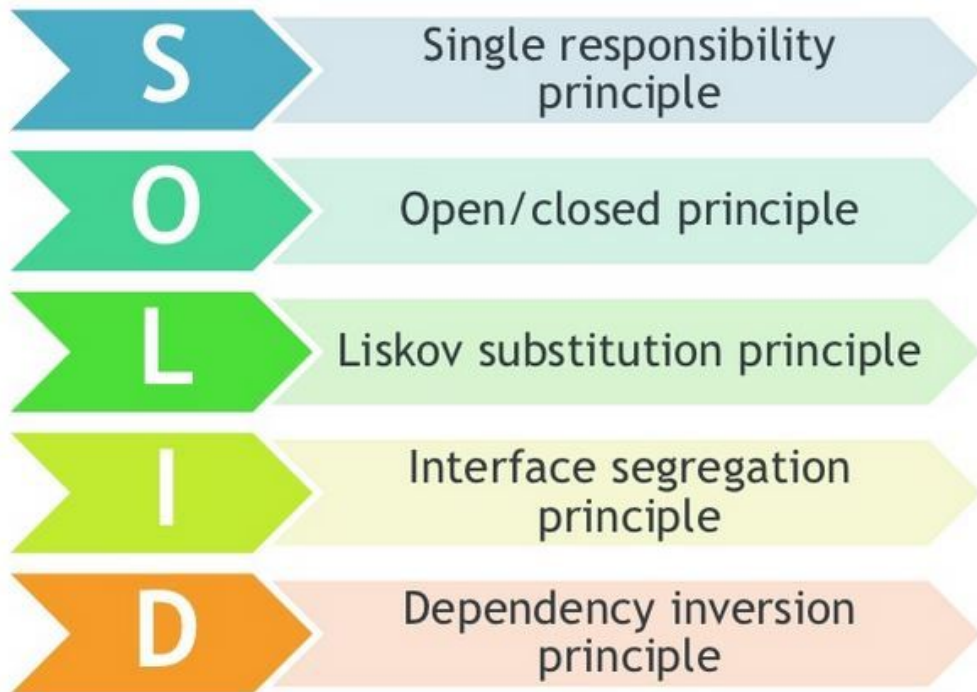 S
Single responsibility
principle
O
Open/closed principle
L
Liskov substitution principle
I
Interface segregation
principle
D
Dependency inversion
principle